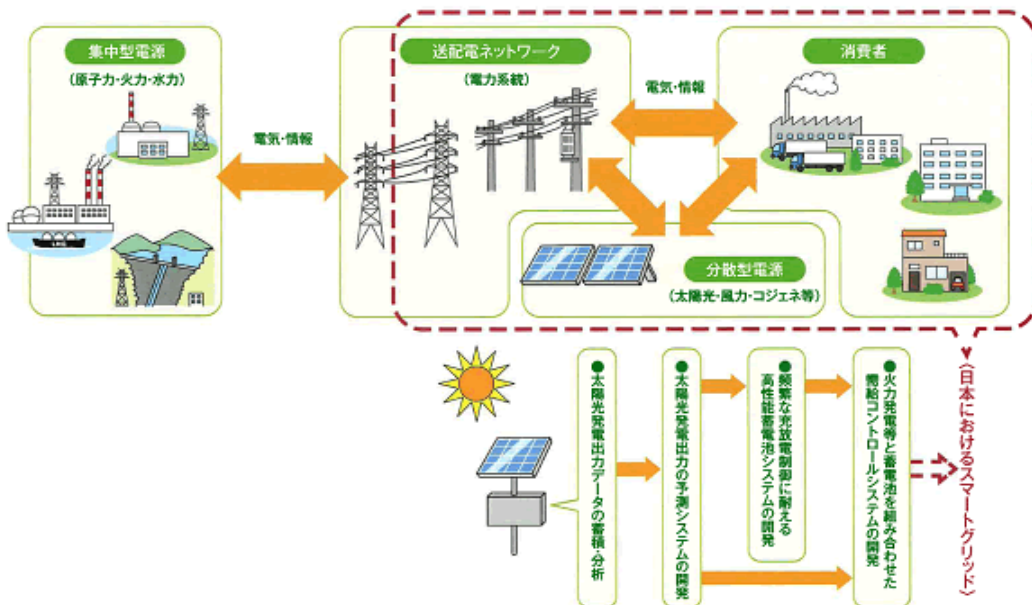 集中型電源
(原子力・火力・水力)
電気・情報
送配電ネットワーク
(電力系統)
電気・情報
消費者
分散型電源
(太陽光・風力・コジェネ等)
●太陽光発電出力データの蓄積・分析
●太陽光発電出力の予測システムの開発
●頻繁な充放電制御に耐える
高性能蓄電池システムの開発
●火力発電等と蓄電池を組み合わせた
需給コントロールシステムの開発
〈日本におけるスマートグリッド〉
LNG